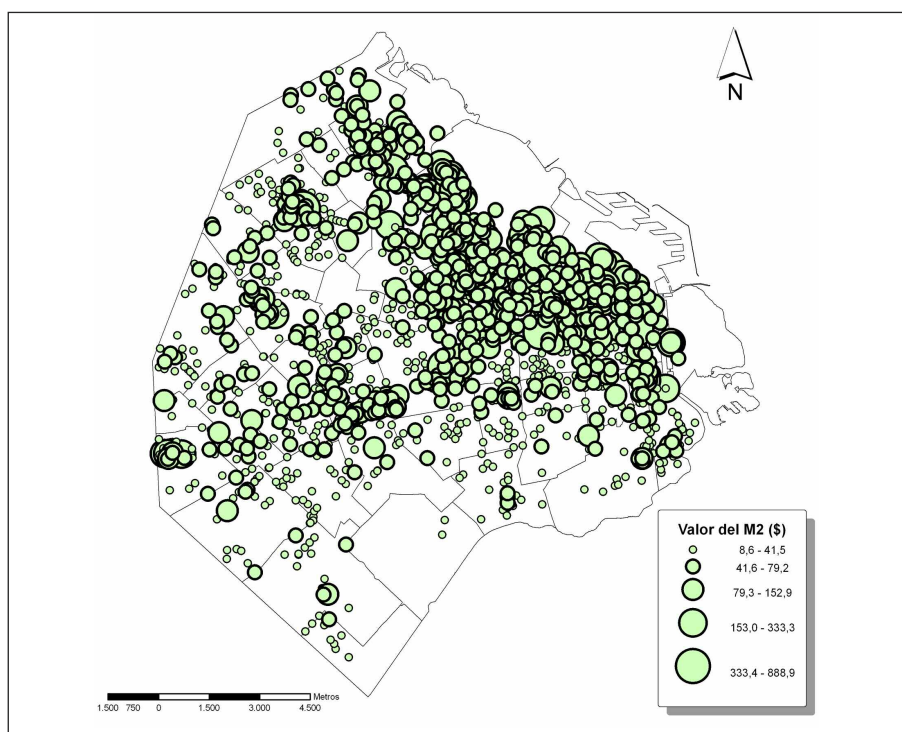 N
Valor del M2 ($)
8,6 - 41,5
41,6 - 79,2
79,3 - 152,9
153,0 - 333,3
333,4 - 888,9
Metros
1.500 750 0 1.500 3.000 4.500